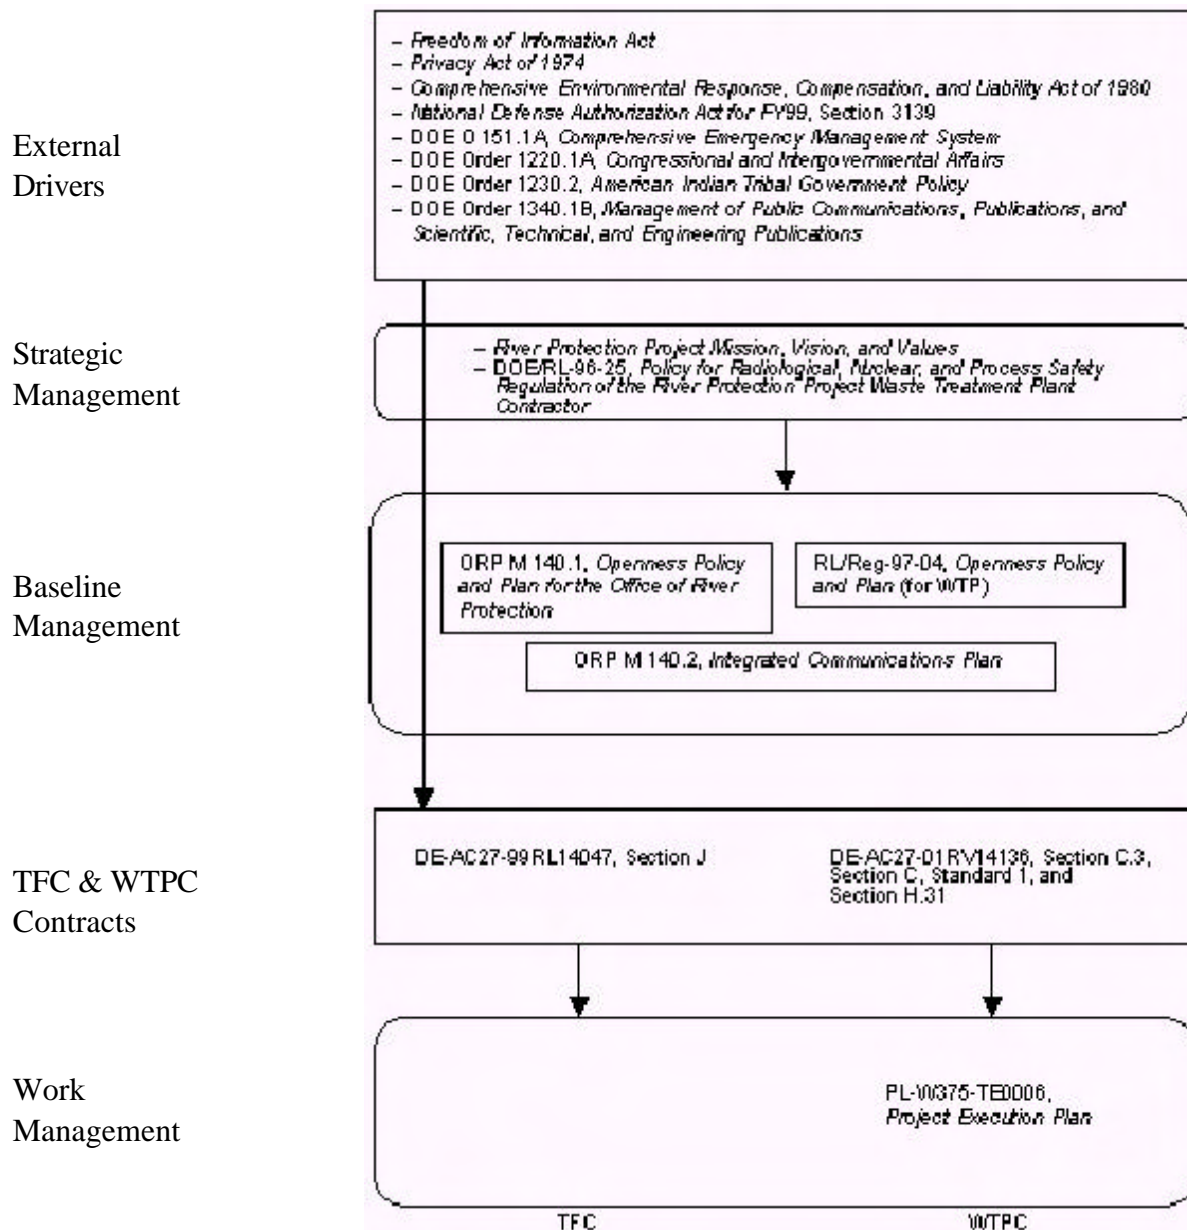 External
Drivers
– Freedom of Information Act
– Privacy Act of 1974
– Comprehensive Environmental Response, Compensation, and Liability Act of 1980
– National Defense Authorization Act for FY99, Section 3139
– DOE O 151.1A, Comprehensive Emergency Management System
– DOE Order 1220.1A, Congressional and Intergovernmental Affairs
– DOE Order 1230.2, American Indian Tribal Government Policy
– DOE Order 1340.1B, Management of Public Communications, Publications, and
Scientific, Technical, and Engineering Publications
Strategic
Management
– River Protection Project Mission, Vision, and Values
– DOE/RL-96-25, Policy for Radiological, Nuclear, and Process Safety
Regulation of the River Protection Project Waste Treatment Plant
Contractor
Baseline
Management
ORP M 140.1, Openness Policy
and Plan for the Office of River
Protection
RL/Reg-97-04, Openness Policy
and Plan (for WTP)
ORP M 140.2, Integrated Communications Plan
TFC & WTPC
Contracts
DE-AC27-99RL14047, Section J
DE-AC27-01RV14136, Section C.3,
Section C, Standard 1, and
Section H.31
Work
Management
PL-W375-TE0006,
Project Execution Plan
TFC
WTPC